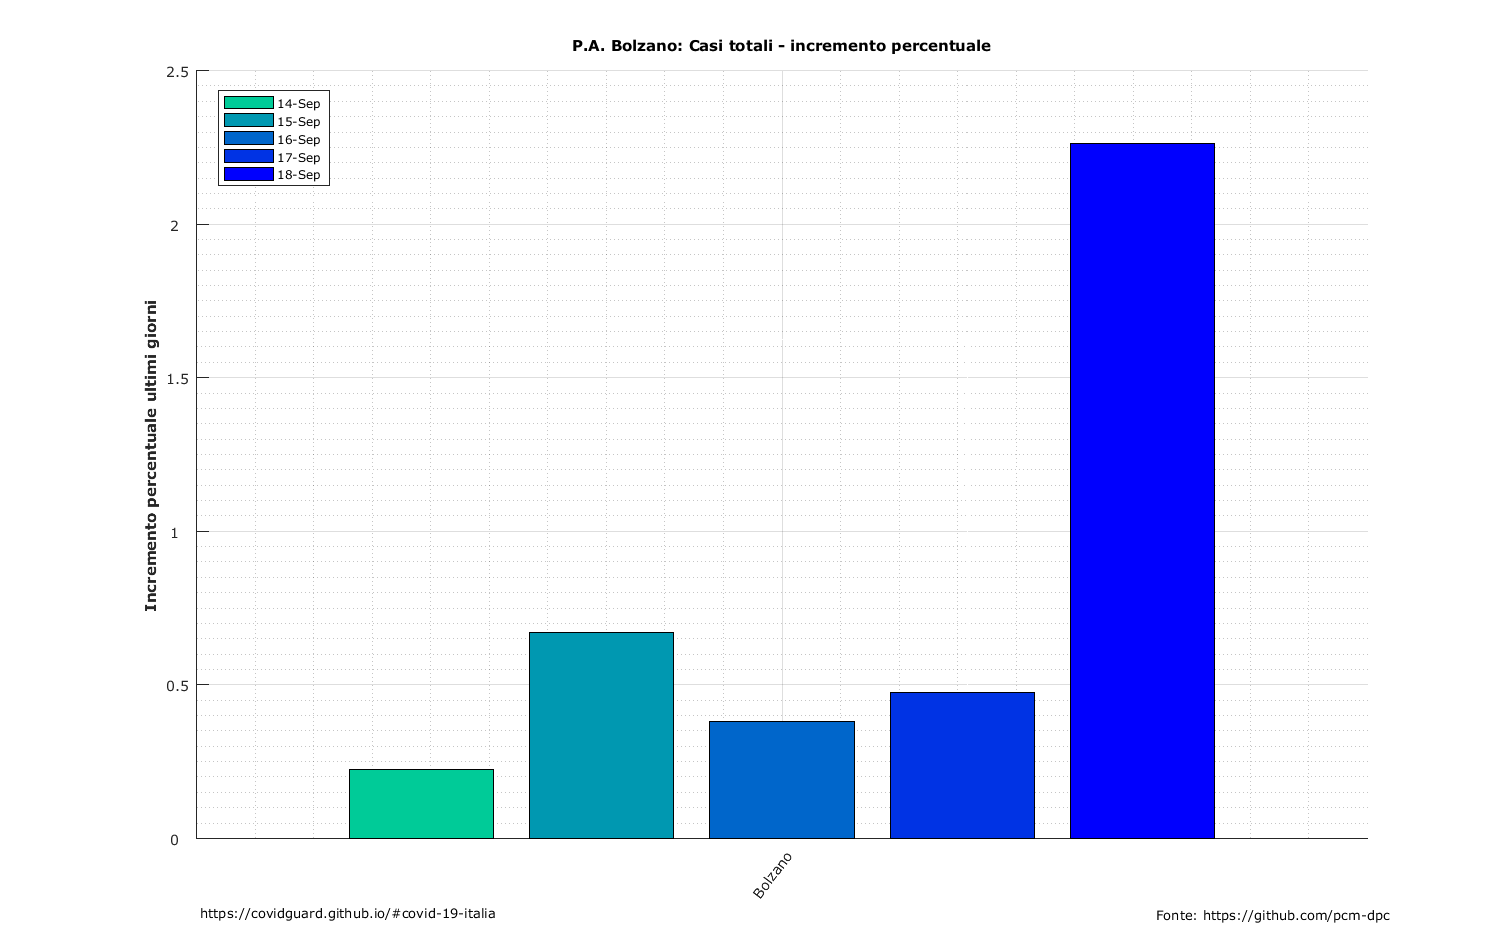 P.A. Bolzano: Casi totali - incremento percentuale
2.5
2
1.5
1
0.5
0
Incremento percentuale ultimi giorni
14-Sep
15-Sep
16-Sep
17-Sep
18-Sep
Bolzano
https://covidguard.github.io/#covid-19-italia
Fonte: https://github.com/pcm-dpc